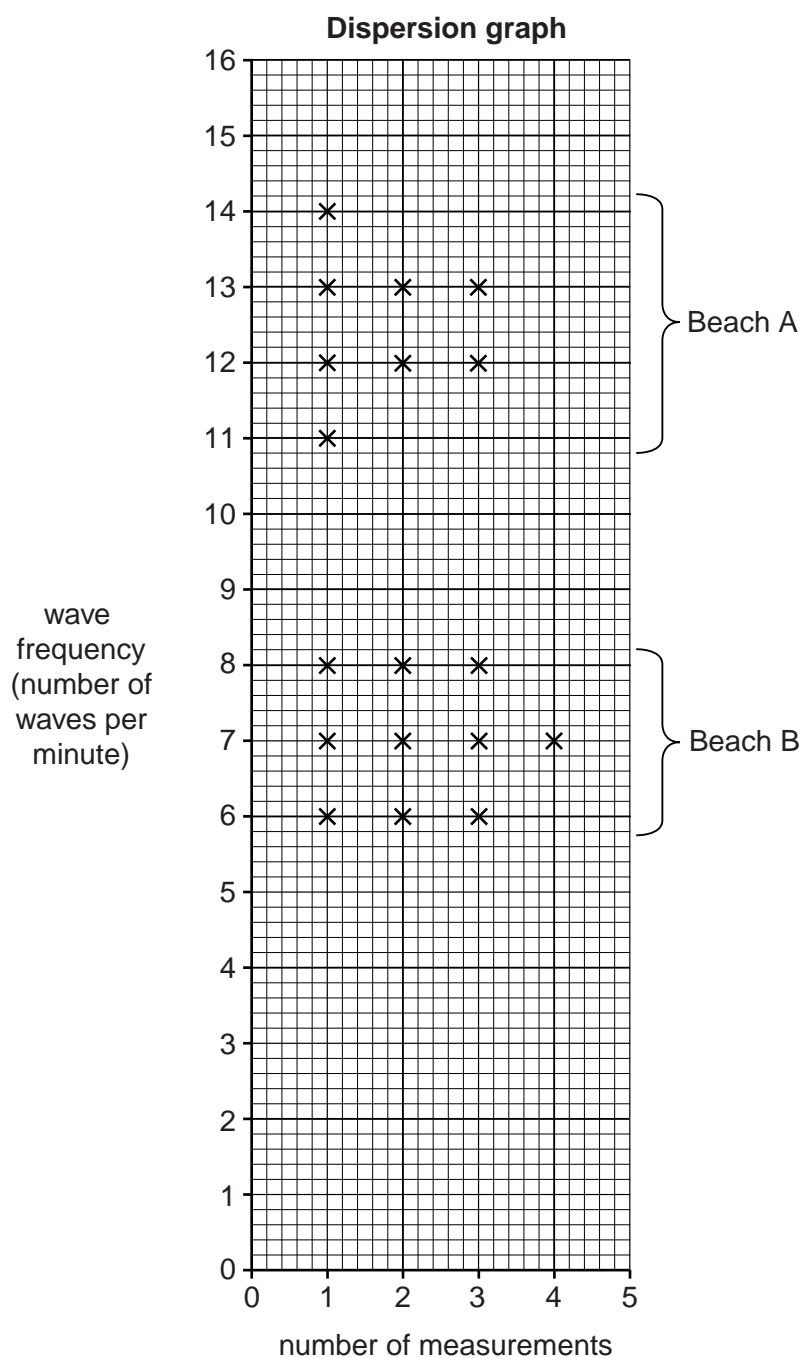 Dispersion graph
16
15
14
13
12
11
10
9
8
7
6
5
4
3
2
1
0
wave
frequency
(number of
waves per
minute)
Beach A
Beach B
0 1 2 3 4 5
number of measurements